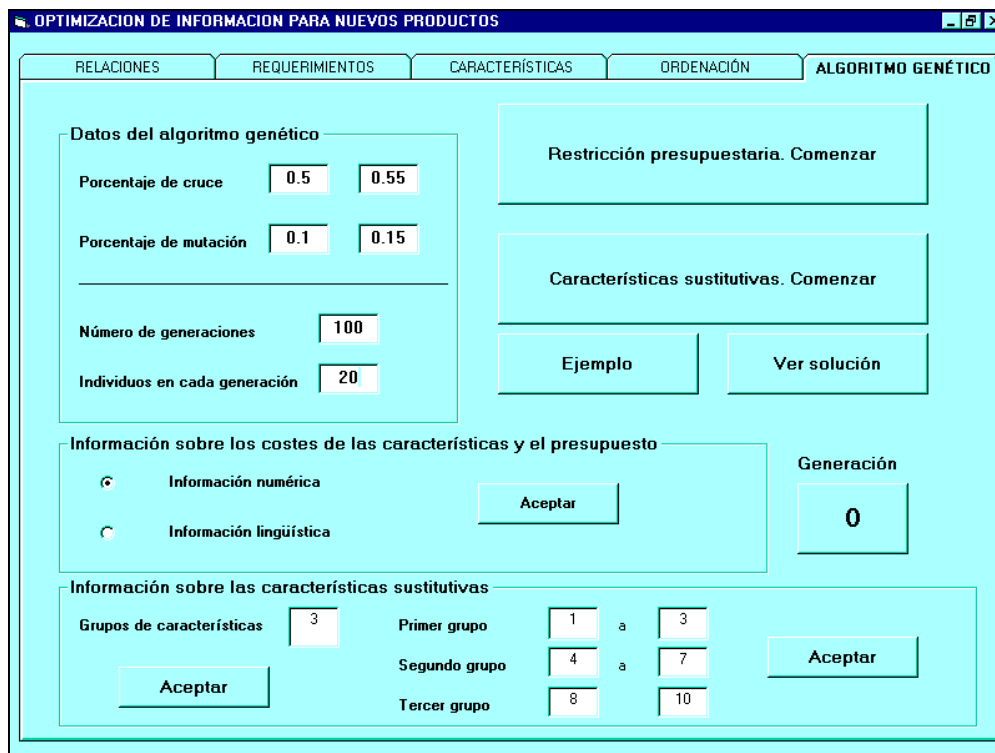 OPTIMIZACION DE INFORMACION PARA NUEVOS PRODUCTOS
RELACIONES REQUERIMIENTOS CARACTERÍSTICAS ORDENACIÓN ALGORITMO GENÉTICO
Datos del algoritmo genético
Porcentaje de cruce 0.5 0.55
Porcentaje de mutación 0.1 0.15
Número de generaciones 100
Individuos en cada generación 20
Restricción presupuestaria. Comenzar
Características sustitutivas. Comenzar
Ejemplo Ver solución
Información sobre los costes de las características y el presupuesto
Información numérica
Información lingüística
Aceptar
Generación
0
Información sobre las características sustitutivas
Grupos de características 3
Aceptar
Primer grupo 1 a 3
Segundo grupo 4 a 7
Tercer grupo 8 10
Aceptar